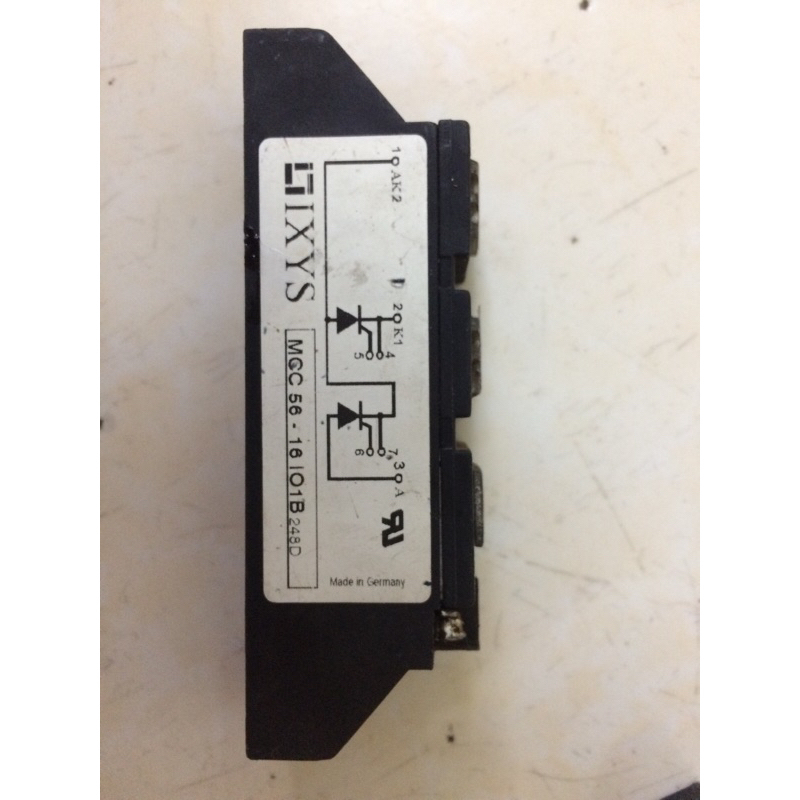 IXYS
MCC 56 - 16 IO1B 248D
1 AK2
2 K1
4
5
7
6
3 A
Made in Germany